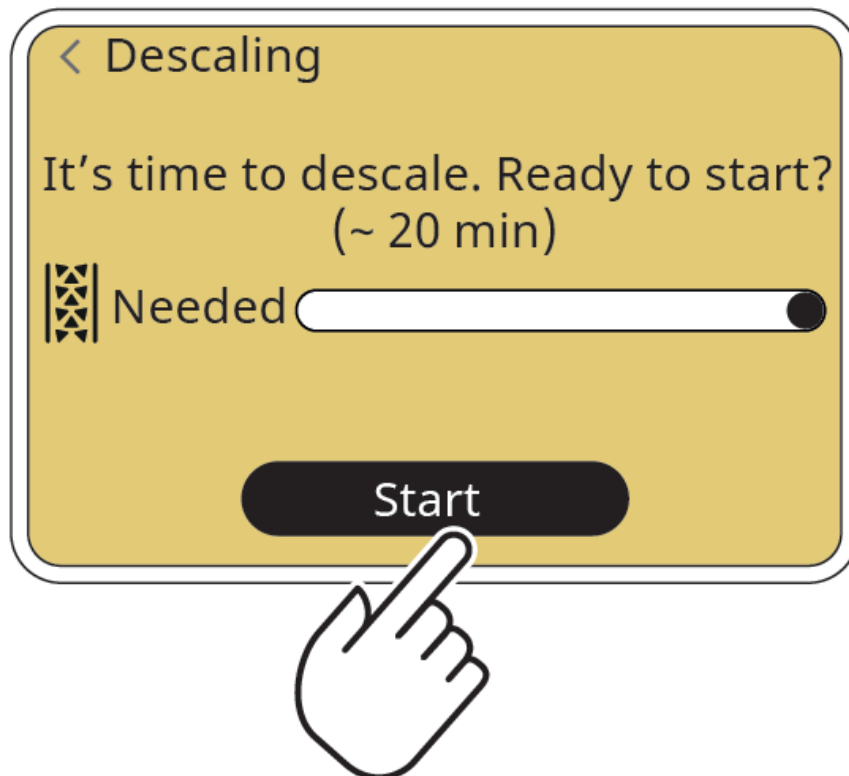 < Descaling
It’s time to descale. Ready to start?
(~ 20 min)
Needed
Start